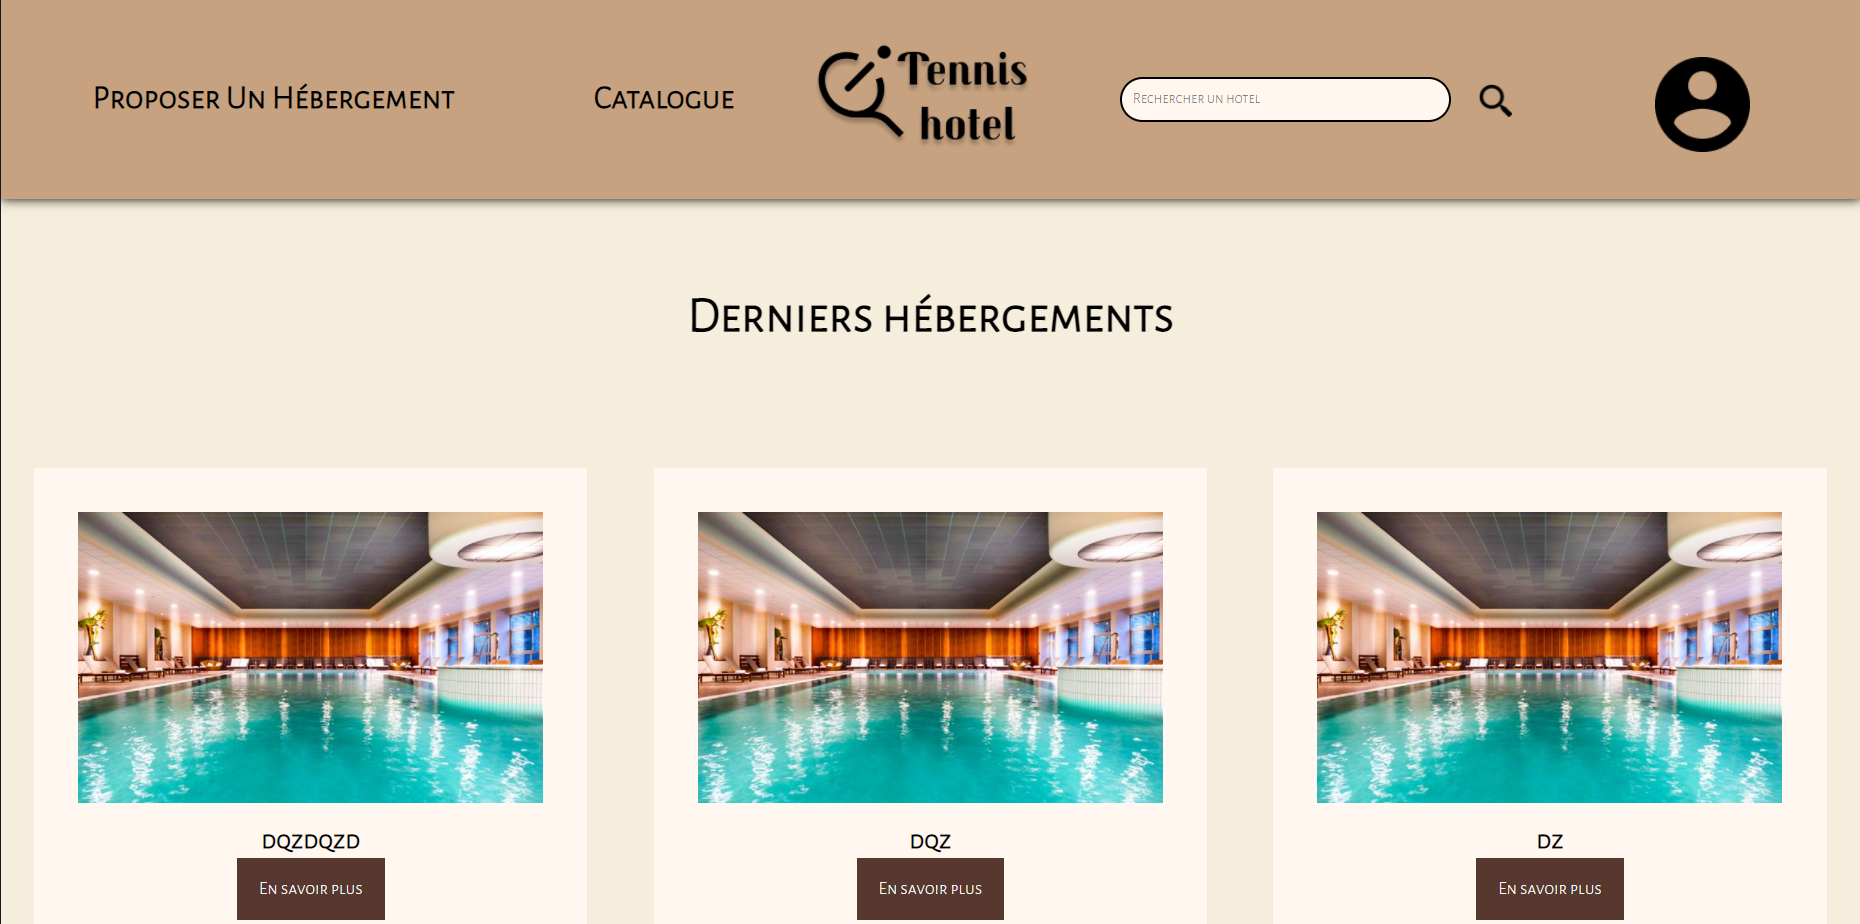 Proposer Un Hébergement
Catalogue
Tennis
hotel
Rechercher un hotel
Derniers hébergements
dqzdqzd
dqz
dz
En savoir plus
En savoir plus
En savoir plus